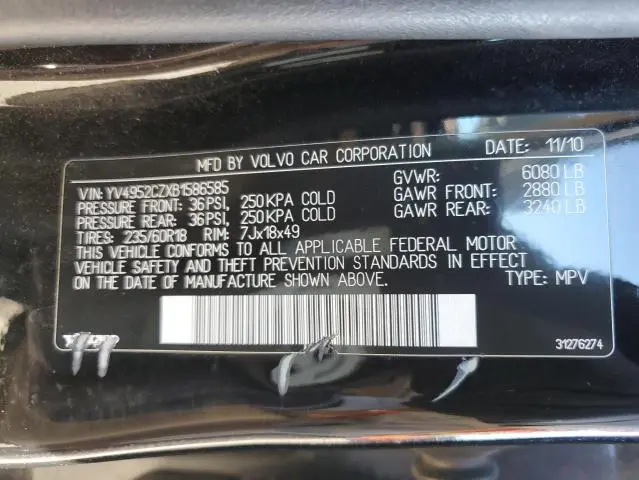 MFD BY VOLVO CAR CORPORATION DATE: 11/10
VIN: YV4952CZXB1586585 GVWR: 6080 LB
PRESSURE FRONT: 36 PSI, 250 KPA COLD GAWR FRONT: 2880 LB
PRESSURE REAR: 36 PSI, 250 KPA COLD GAWR REAR: 3240 LB
TIRES: 235/60R18 RIM: 7Jx18x49
THIS VEHICLE CONFORMS TO ALL APPLICABLE FEDERAL MOTOR
VEHICLE SAFETY AND THEFT PREVENTION STANDARDS IN EFFECT
ON THE DATE OF MANUFACTURE SHOWN ABOVE. TYPE: MPV
31276274